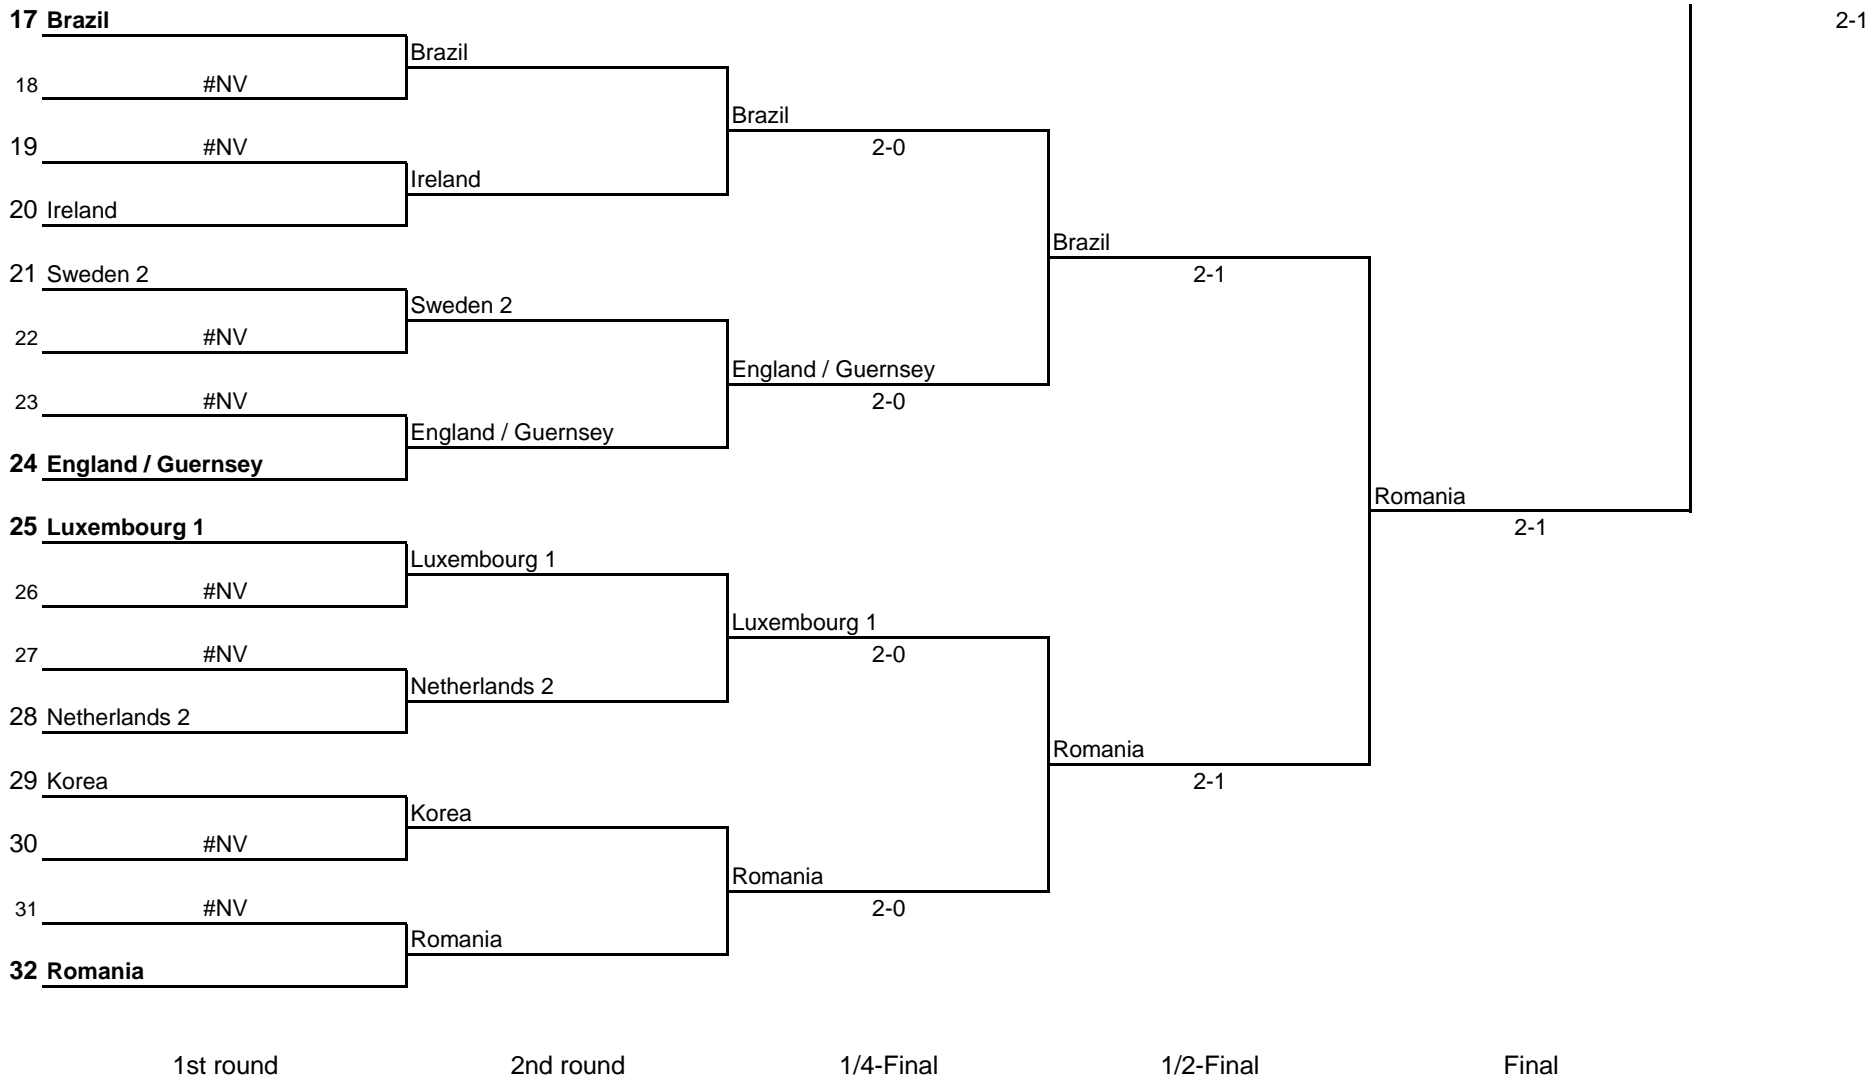 17 Brazil
2-1
Brazil
18 #NV
Brazil
2-0
19 #NV
Ireland
20 Ireland
Brazil
2-1
21 Sweden 2
Sweden 2
22 #NV
England / Guernsey
2-0
23 #NV
England / Guernsey
24 England / Guernsey
Romania
2-1
25 Luxembourg 1
Luxembourg 1
26 #NV
Luxembourg 1
2-0
27 #NV
Netherlands 2
28 Netherlands 2
Romania
2-1
29 Korea
Korea
30 #NV
Romania
2-0
31 #NV
Romania
32 Romania
1st round 2nd round 1/4-Final 1/2-Final Final